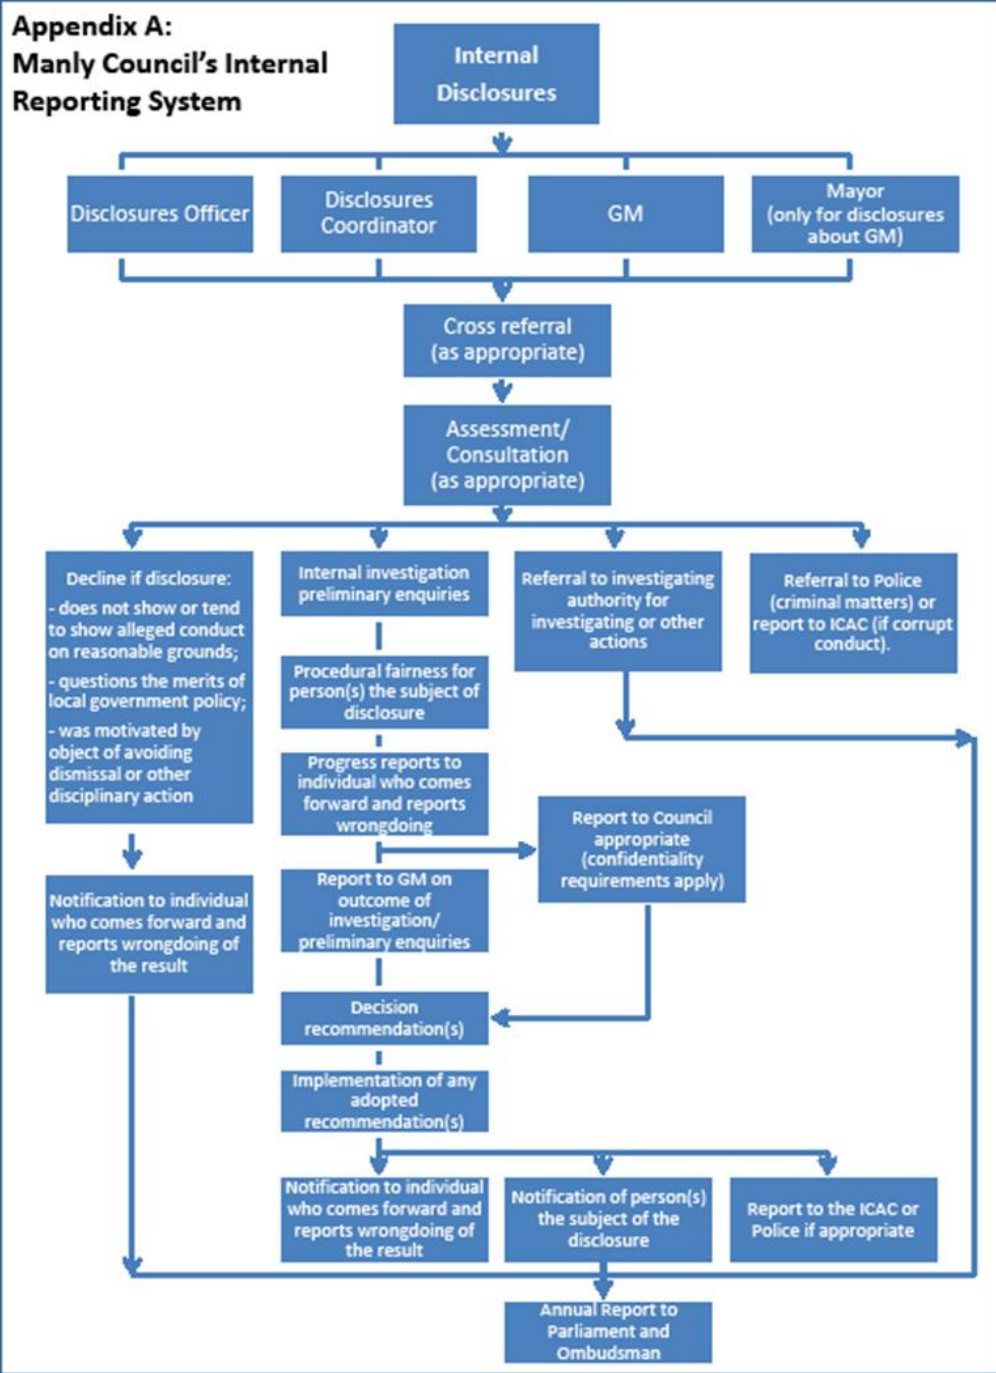 Appendix A:
Manly Council's Internal
Reporting System
Internal
Disclosures
Disclosures Officer
Disclosures
Coordinator
GM
Mayor
(only for disclosures
about GM)
Cross referral
(as appropriate)
Assessment/
Consultation
(as appropriate)
Decline if disclosure:
- does not show or tend
to show alleged conduct
on reasonable grounds;
- questions the merits of
local government policy;
- was motivated by
object of avoiding
dismissal or other
disciplinary action
Notification to individual
who comes forward and
reports wrongdoing of
the result
Internal investigation
preliminary enquiries
Procedural fairness for
person(s) the subject of
disclosure
Progress reports to
individual who comes
forward and reports
wrongdoing
Report to GM on
outcome of
investigation/
preliminary enquiries
Decision
recommendation(s)
Implementation of any
adopted
recommendation(s)
Referral to investigating
authority for
investigating or other
actions
Referral to Police
(criminal matters) or
report to ICAC (if corrupt
conduct).
Report to Council
appropriate
(confidentiality
requirements apply)
Notification to individual
who comes forward and
reports wrongdoing of
the result
Notification of person(s)
the subject of the
disclosure
Report to the ICAC or
Police if appropriate
Annual Report to
Parliament and
Ombudsman